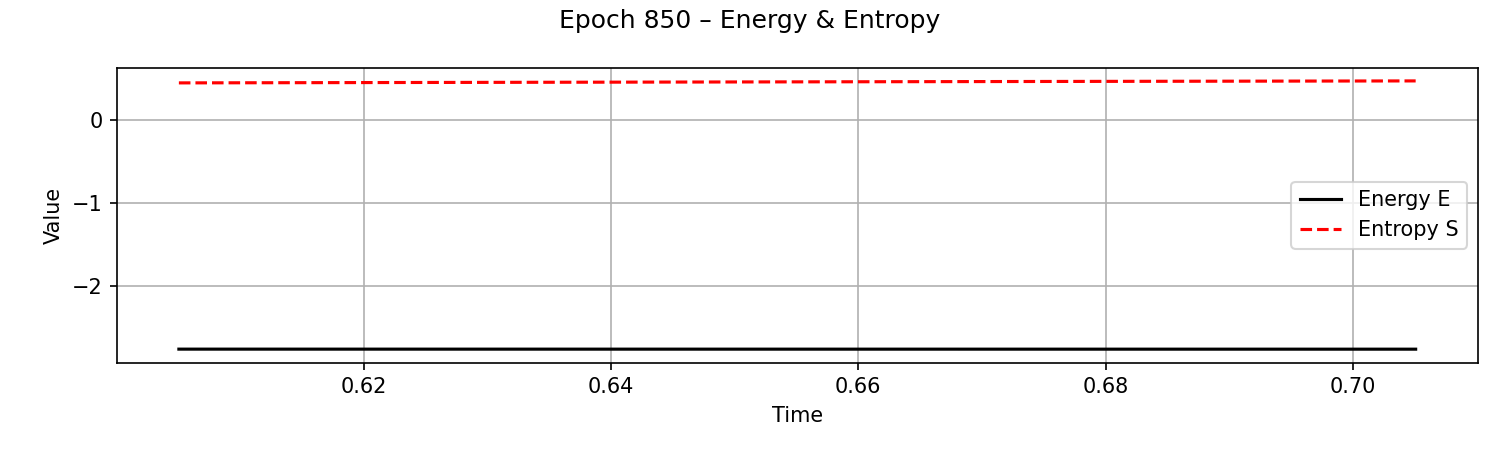 Epoch 850 – Energy & Entropy
0
−1
−2
Value
Energy E
Entropy S
0.62 0.64 0.66 0.68 0.70
Time